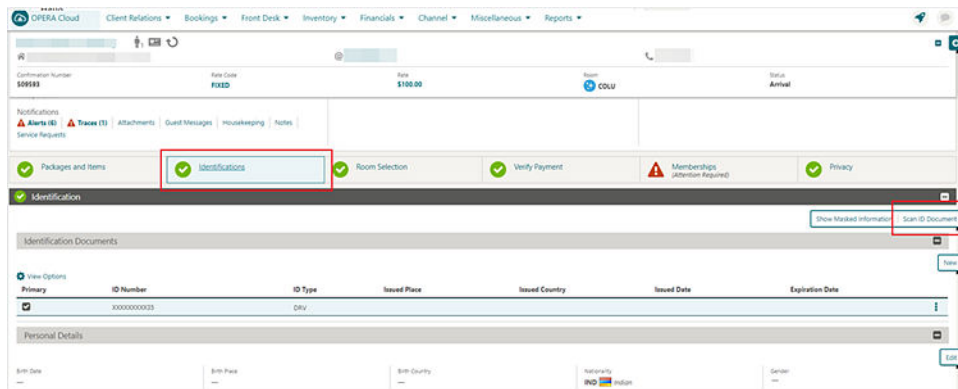 OPERA Cloud Client Relations Bookings Front Desk Inventory Financials Channel Miscellaneous Reports
Confirmation Number Rate Code Rate Room Status
509593 FIXED $100.00 COLU Arrival
Notifications
Alerts (6) Traces (1) Attachments Guest Messages Housekeeping Notes
Service Requests
Packages and Items Identifications Room Selection Verify Payment Memberships Privacy
(Attention Required)
Identification
Show Masked Information Scan ID Document
Identification Documents
New
View Options
Primary ID Number ID Type Issued Place Issued Country Issued Date Expiration Date
DRV
Personal Details
Edit
Birth Date Birth Place Birth Country Nationality Gender
— — — IND Indian —